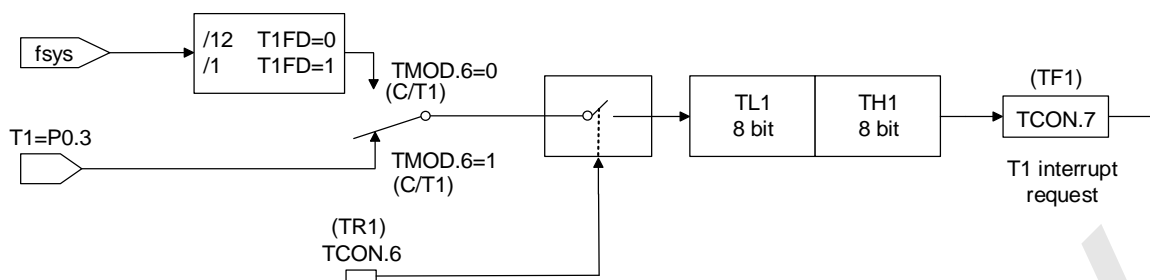 fsys
/12 T1FD=0
/1 T1FD=1
TMOD.6=0
(C/T1)
T1=P0.3
TMOD.6=1
(C/T1)
(TR1)
TCON.6
TL1
8 bit
TH1
8 bit
(TF1)
TCON.7
T1 interrupt
request